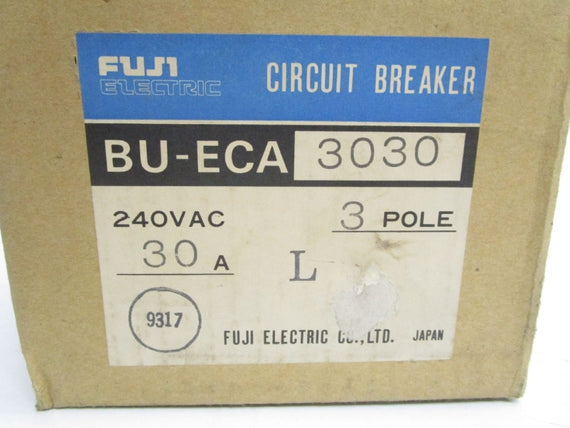 FUJI
ELECTRIC
CIRCUIT BREAKER
BU-ECA 3030
240VAC 3 POLE
30 A L
9317
FUJI ELECTRIC CO.,LTD. JAPAN